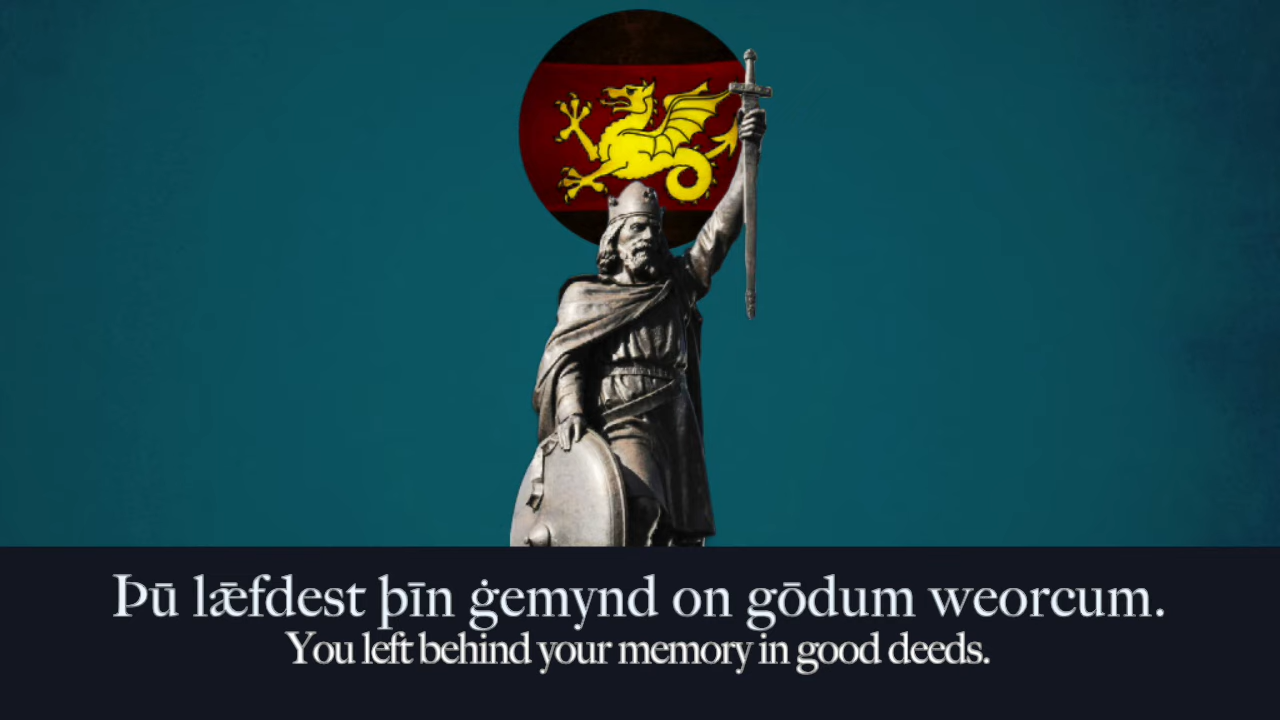 Þū lǣfdest þīn ġemynd on gōdum weorcum.
You left behind your memory in good deeds.